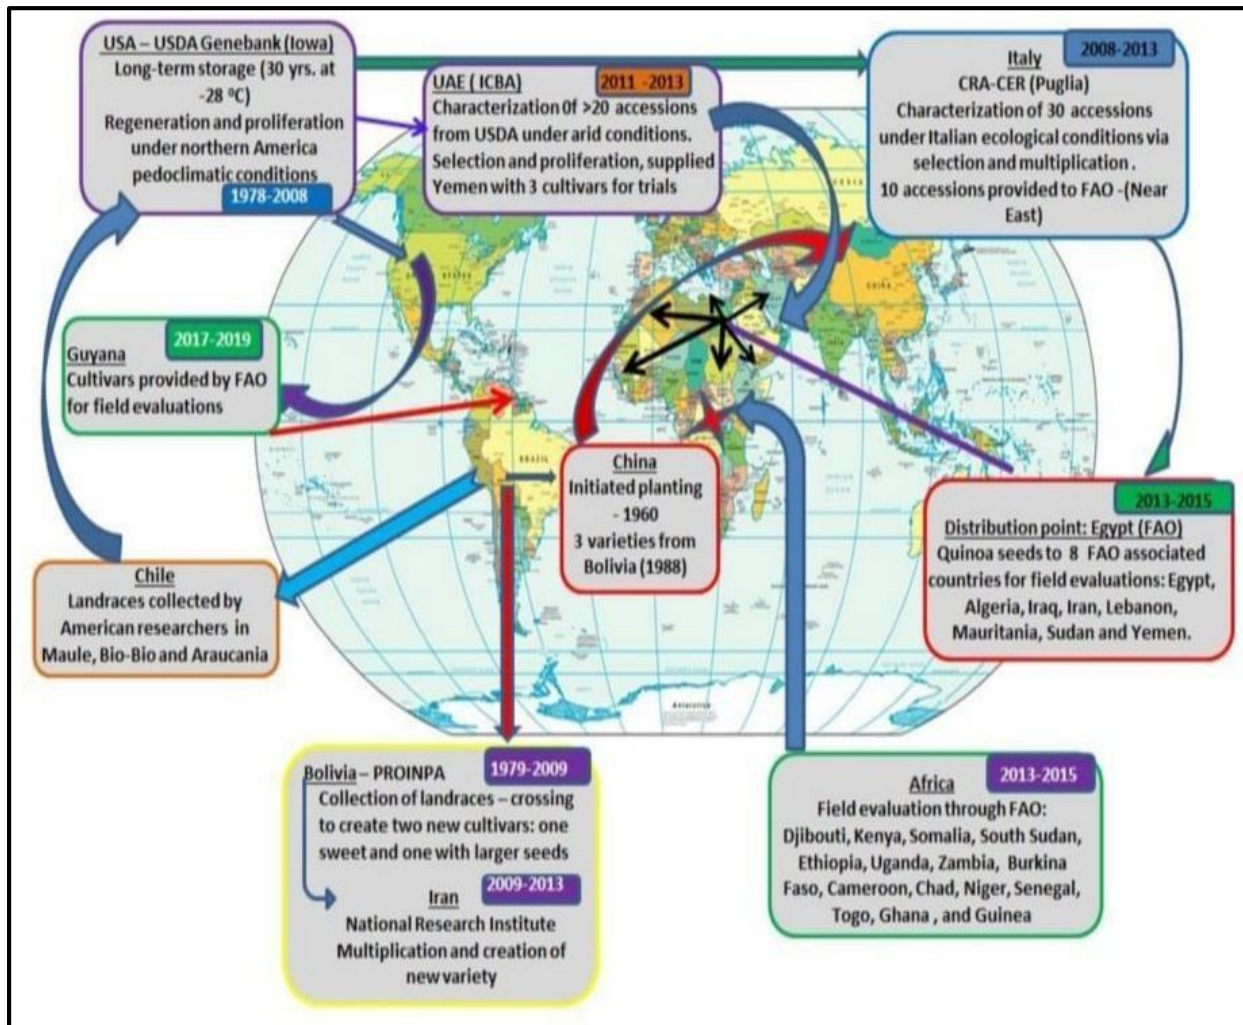 USA – USDA Genebank (Iowa)
Long-term storage (30 yrs. at
-28 ºC)
Regeneration and proliferation
under northern America
pedoclimatic conditions
1978-2008
UAE ( ICBA)
2011 -2013
Characterization 0f >20 accessions
from USDA under arid conditions.
Selection and proliferation, supplied
Yemen with 3 cultivars for trials
2008-2013
Italy
CRA-CER (Puglia)
Characterization of 30 accessions
under Italian ecological conditions via
selection and multiplication .
10 accessions provided to FAO -(Near
East)
2017-2019
Guyana
Cultivars provided by FAO
for field evaluations
RUSSIA
CHINA
BRAZIL
INDIA
Antarctica
China
Initiated planting
- 1960
3 varieties from
Bolivia (1988)
2013-2015
Distribution point: Egypt (FAO)
Quinoa seeds to 8 FAO associated
countries for field evaluations: Egypt,
Algeria, Iraq, Iran, Lebanon,
Mauritania, Sudan and Yemen.
Chile
Landraces collected by
American researchers in
Maule, Bio-Bio and Araucania
Bolivia – PROINPA
1979-2009
Collection of landraces – crossing
to create two new cultivars: one
sweet and one with larger seeds
2009-2013
Iran
National Research Institute
Multiplication and creation of
new variety
2013-2015
Africa
Field evaluation through FAO:
Djibouti, Kenya, Somalia, South Sudan,
Ethiopia, Uganda, Zambia, Burkina
Faso, Cameroon, Chad, Niger, Senegal,
Togo, Ghana , and Guinea